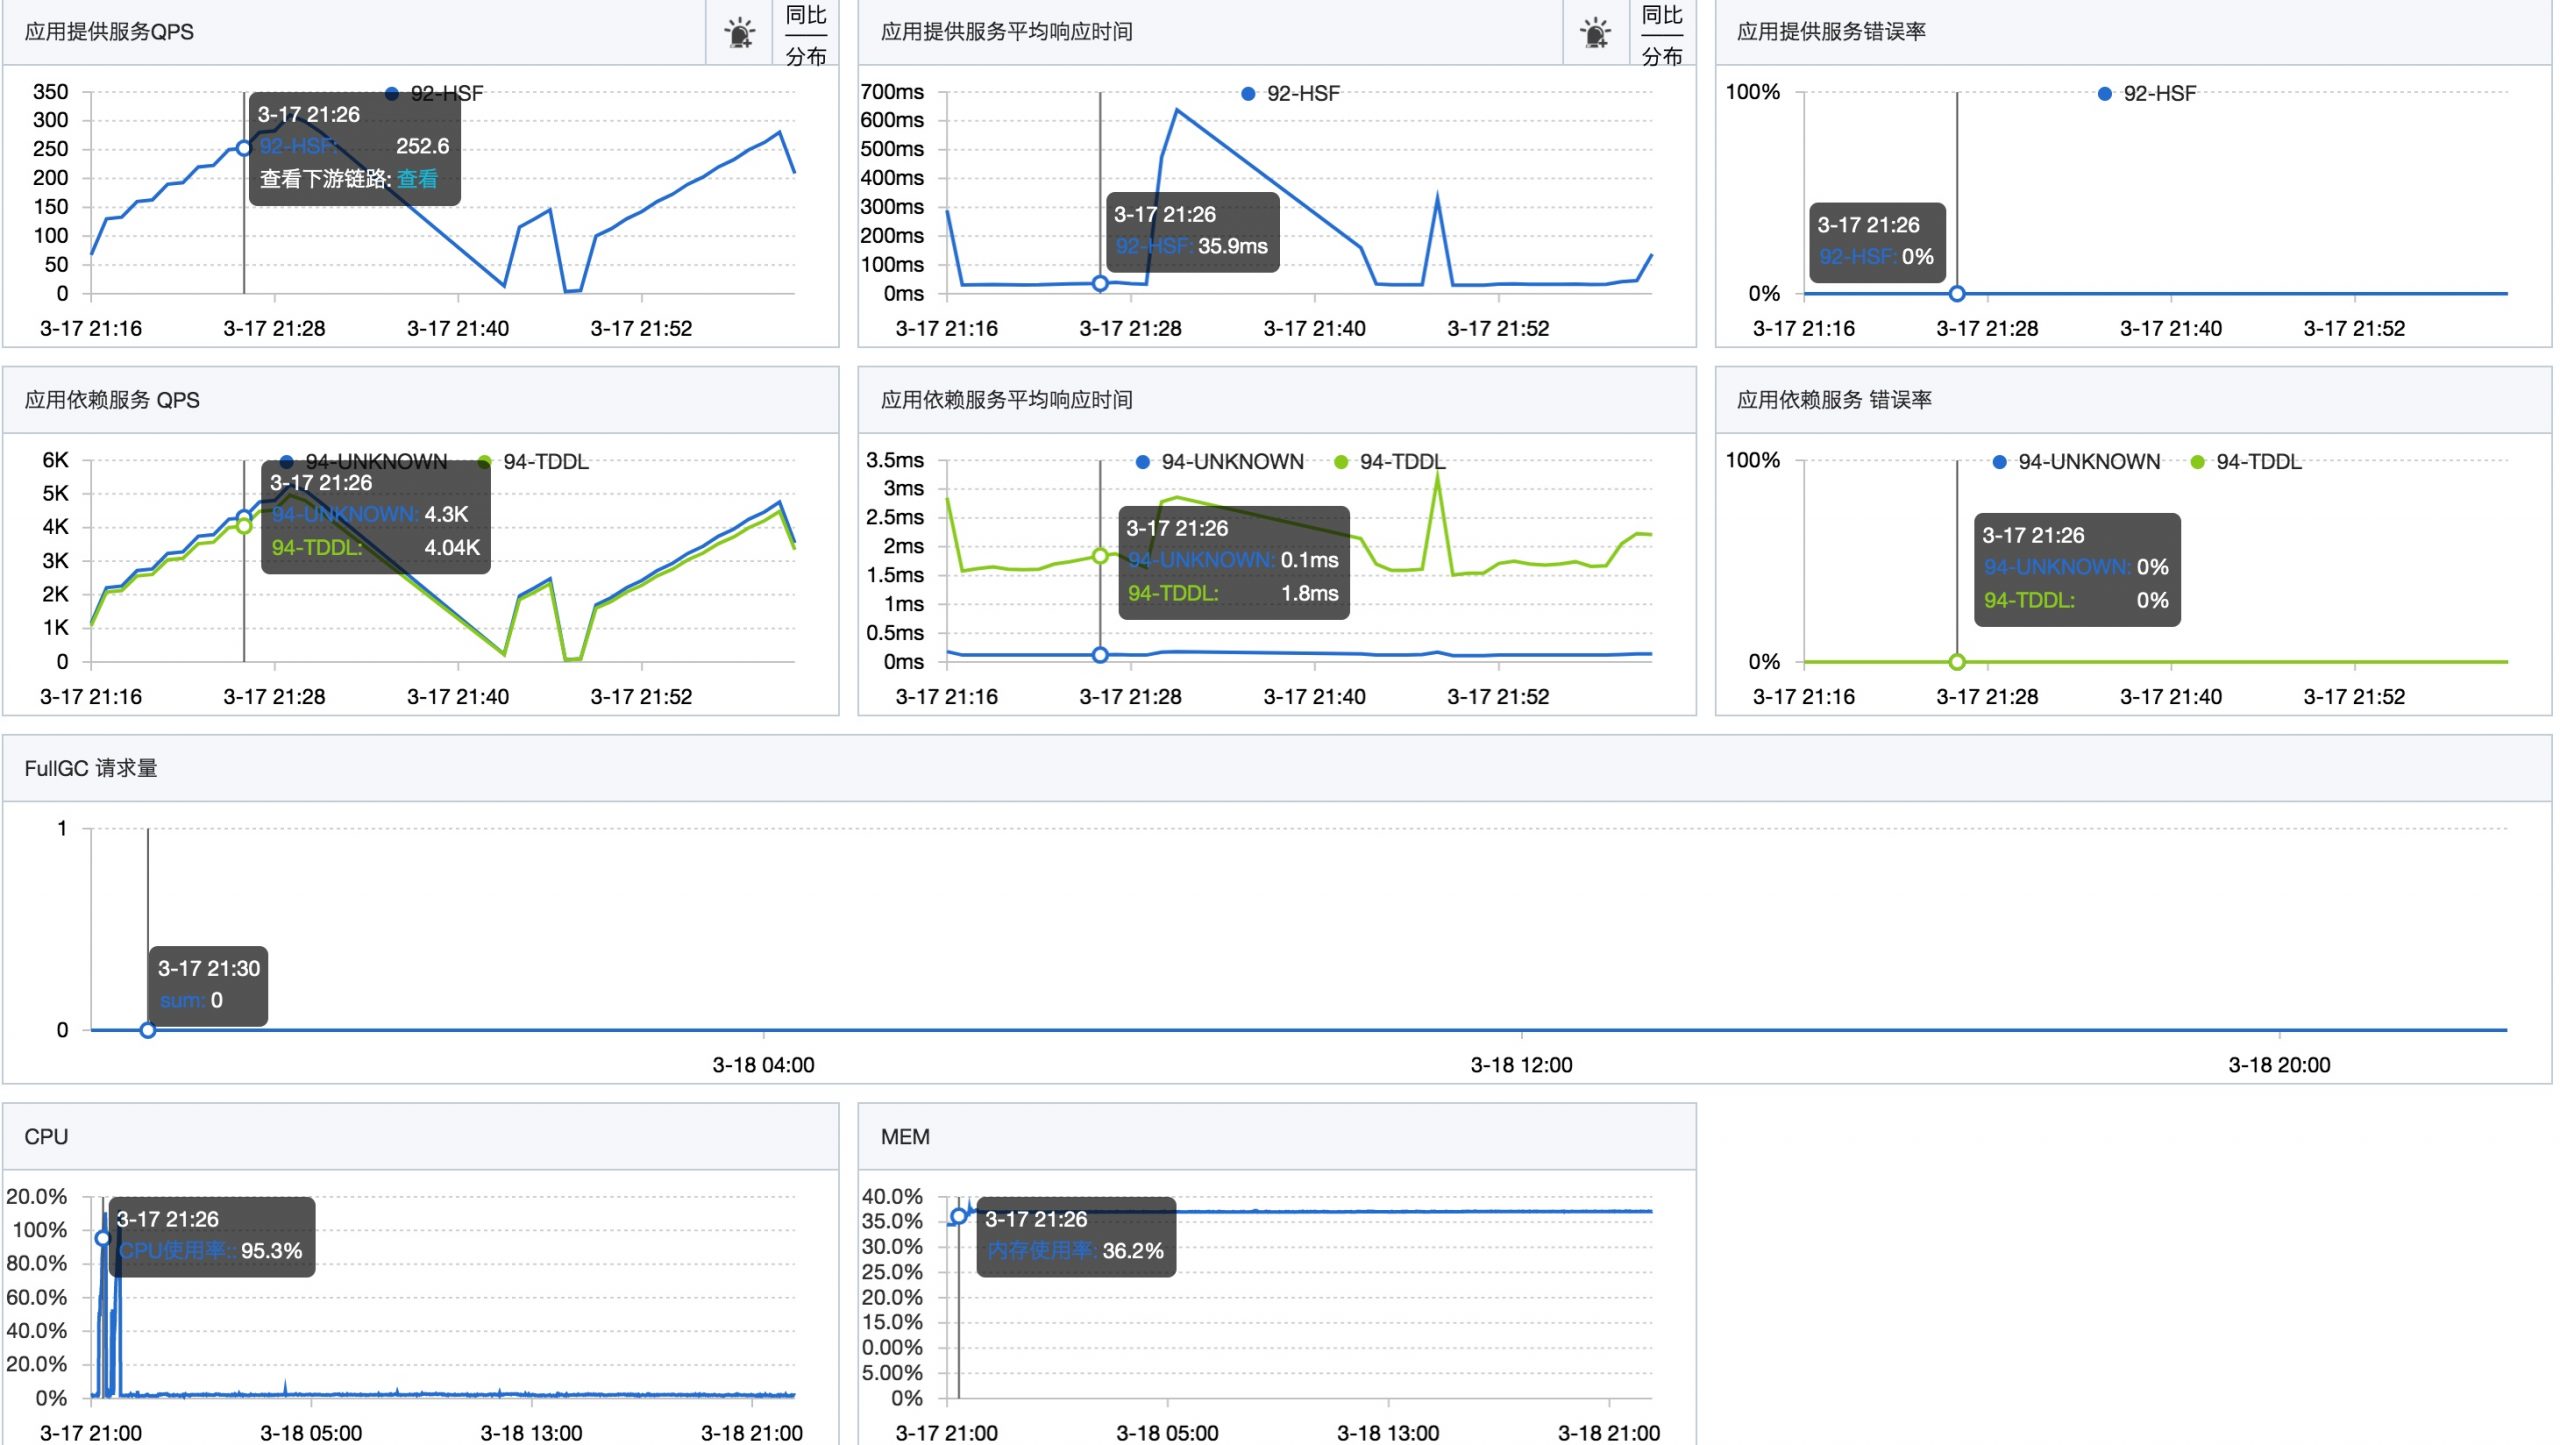 应用提供服务QPS
同比
分布
92-HSF
350
300
250
200
150
100
50
0
3-17 21:26
92-HSF: 252.6
查看下游链路: 查看
3-17 21:16
3-17 21:28
3-17 21:40
3-17 21:52
应用提供服务平均响应时间
同比
分布
92-HSF
700ms
600ms
500ms
400ms
300ms
200ms
100ms
0ms
3-17 21:26
92-HSF: 35.9ms
3-17 21:16
3-17 21:28
3-17 21:40
3-17 21:52
应用提供服务错误率
92-HSF
100%
0%
3-17 21:26
92-HSF: 0%
3-17 21:16
3-17 21:28
3-17 21:40
3-17 21:52
应用依赖服务 QPS
94-UNKNOWN
94-TDDL
6K
5K
4K
3K
2K
1K
0
3-17 21:26
94-UNKNOWN: 4.3K
94-TDDL: 4.04K
3-17 21:16
3-17 21:28
3-17 21:40
3-17 21:52
应用依赖服务平均响应时间
94-UNKNOWN
94-TDDL
3.5ms
3ms
2.5ms
2ms
1.5ms
1ms
0.5ms
0ms
3-17 21:26
94-UNKNOWN: 0.1ms
94-TDDL: 1.8ms
3-17 21:16
3-17 21:28
3-17 21:40
3-17 21:52
应用依赖服务 错误率
94-UNKNOWN
94-TDDL
100%
0%
3-17 21:26
94-UNKNOWN: 0%
94-TDDL: 0%
3-17 21:16
3-17 21:28
3-17 21:40
3-17 21:52
FullGC 请求量
1
0
3-17 21:30
sum: 0
3-18 04:00
3-18 12:00
3-18 20:00
CPU
20.0%
100%
80.0%
60.0%
40.0%
20.0%
0%
3-17 21:26
CPU使用率:: 95.3%
3-17 21:00
3-18 05:00
3-18 13:00
3-18 21:00
MEM
40.0%
35.0%
30.0%
25.0%
20.0%
15.0%
0.00%
5.00%
0%
3-17 21:26
内存使用率: 36.2%
3-17 21:00
3-18 05:00
3-18 13:00
3-18 21:00